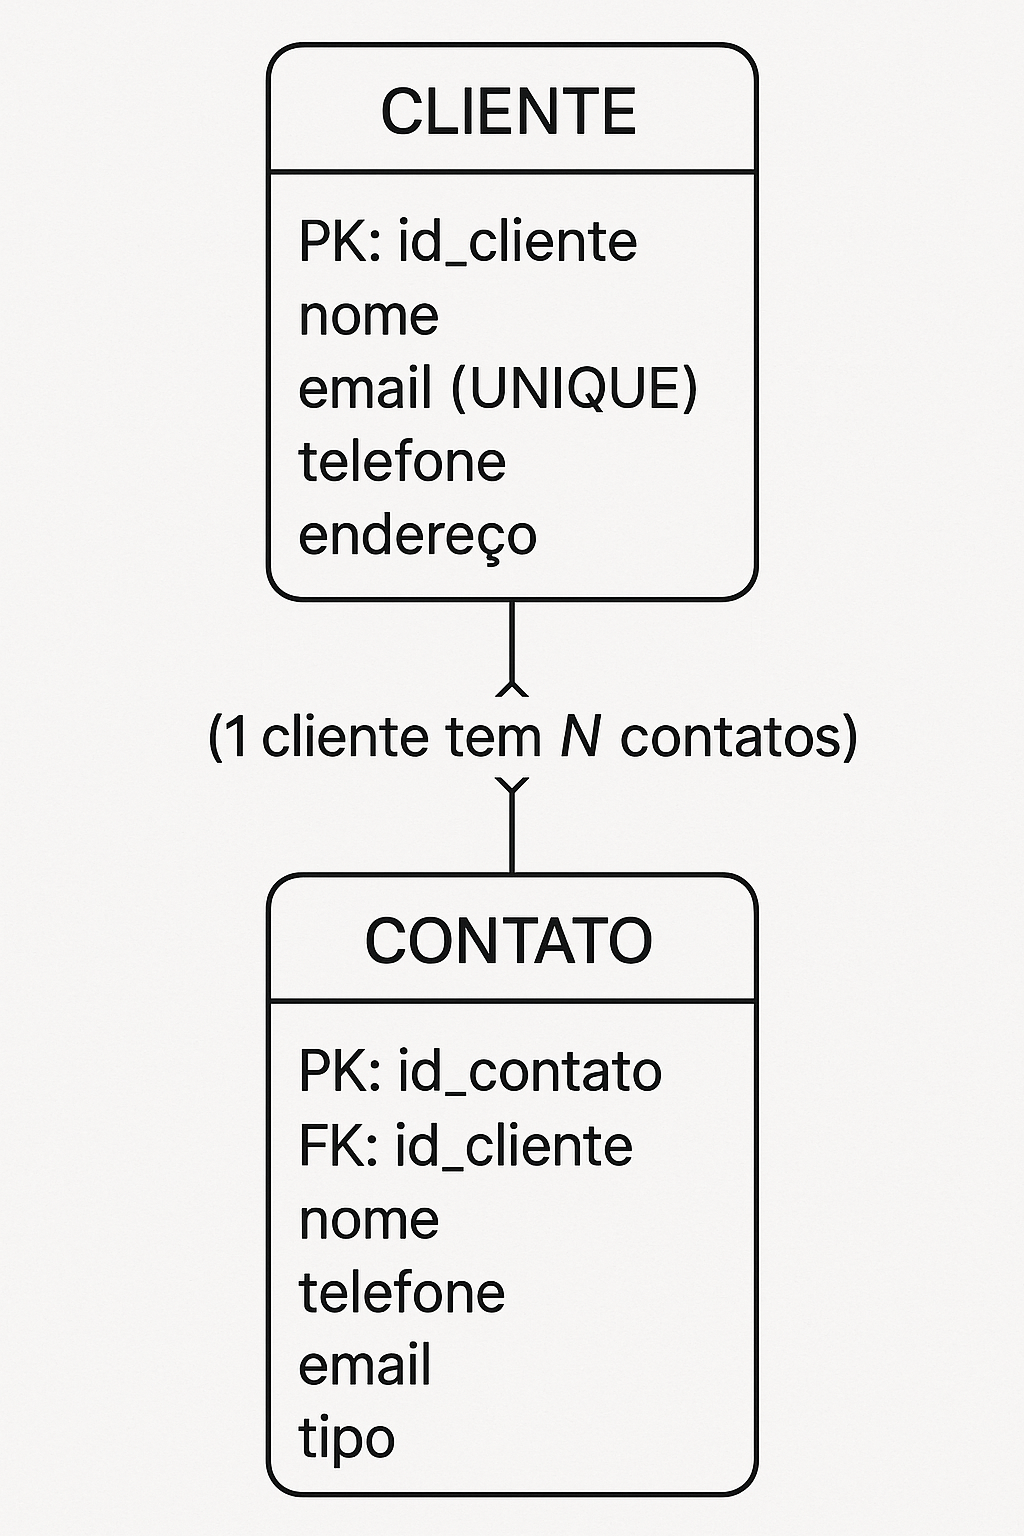 CLIENTE
PK: id_cliente
nome
email (UNIQUE)
telefone
endereço
(1 cliente tem N contatos)
CONTATO
PK: id_contato
FK: id_cliente
nome
telefone
email
tipo